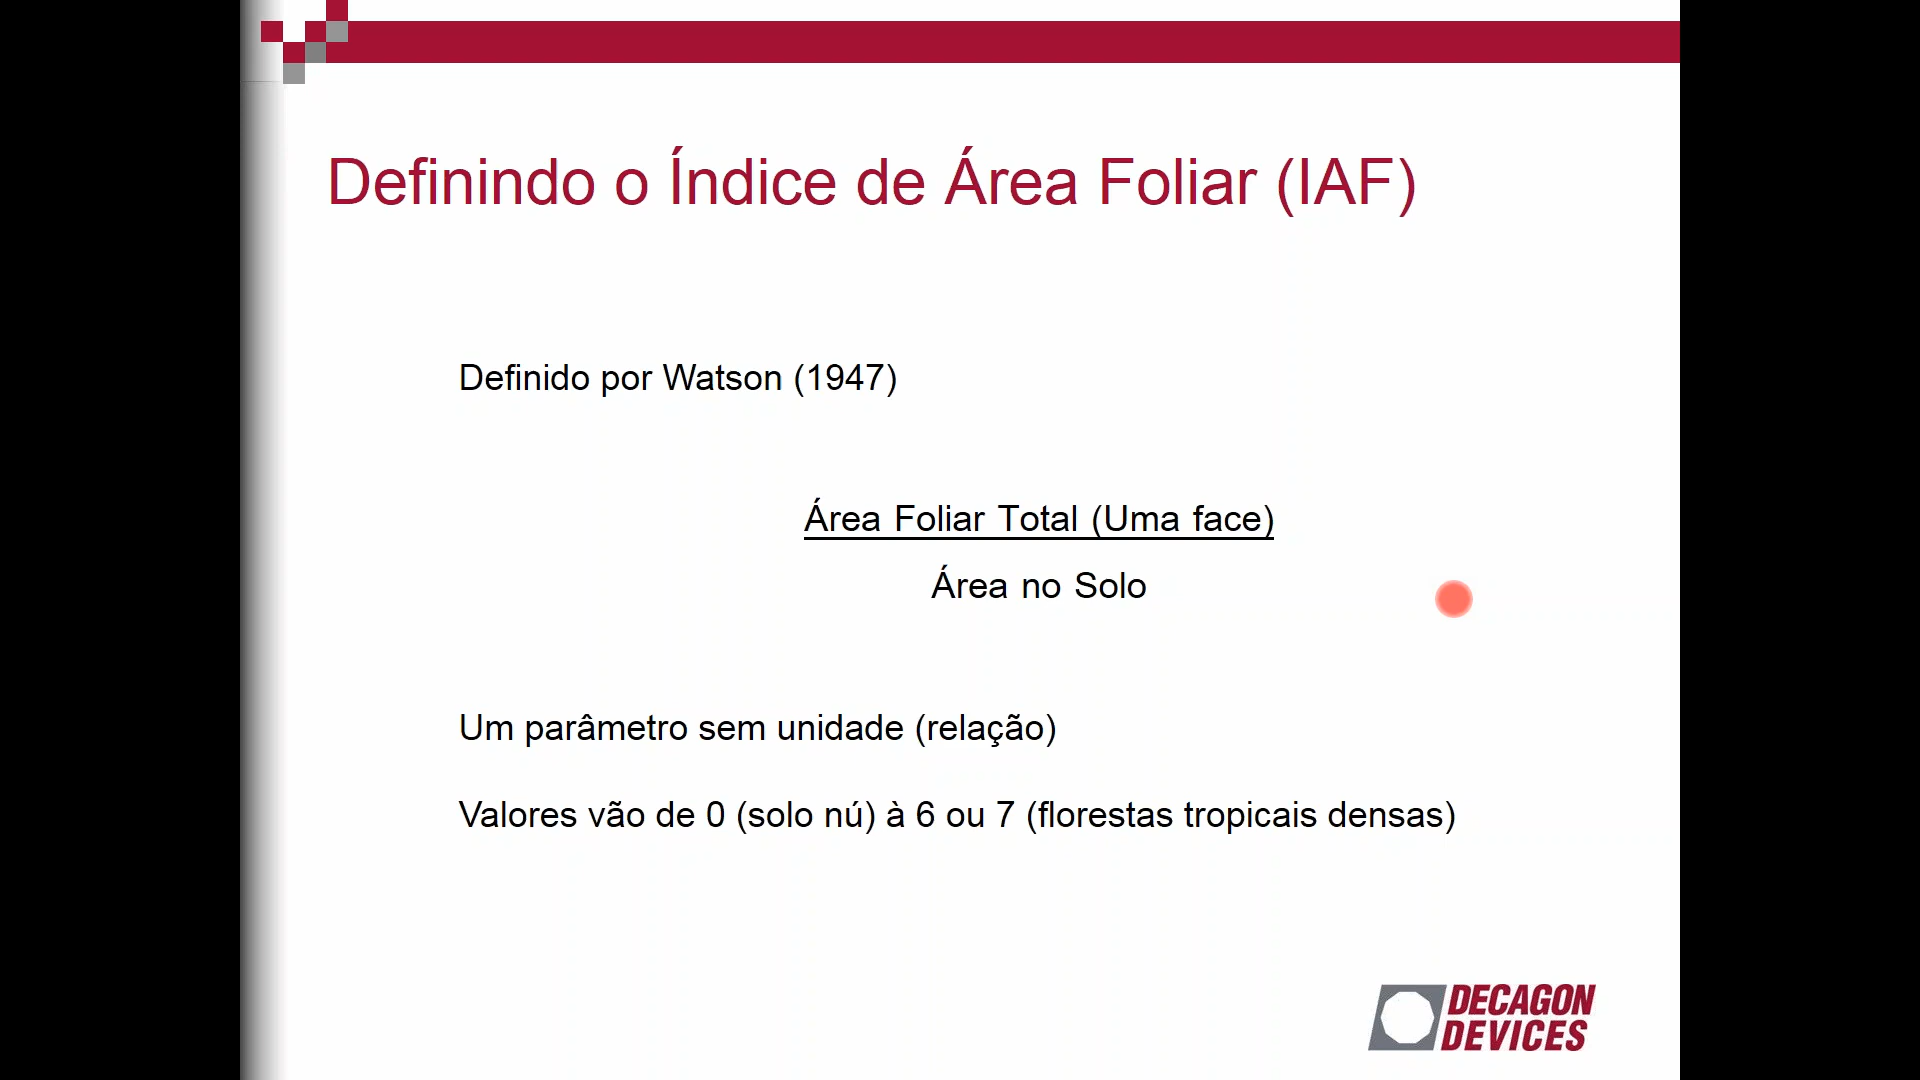 Definindo o Índice de Área Foliar (IAF)
Definido por Watson (1947)
Área Foliar Total (Uma face)
Área no Solo
Um parâmetro sem unidade (relação)
Valores vão de 0 (solo nú) à 6 ou 7 (florestas tropicais densas)
DECAGON
DEVICES